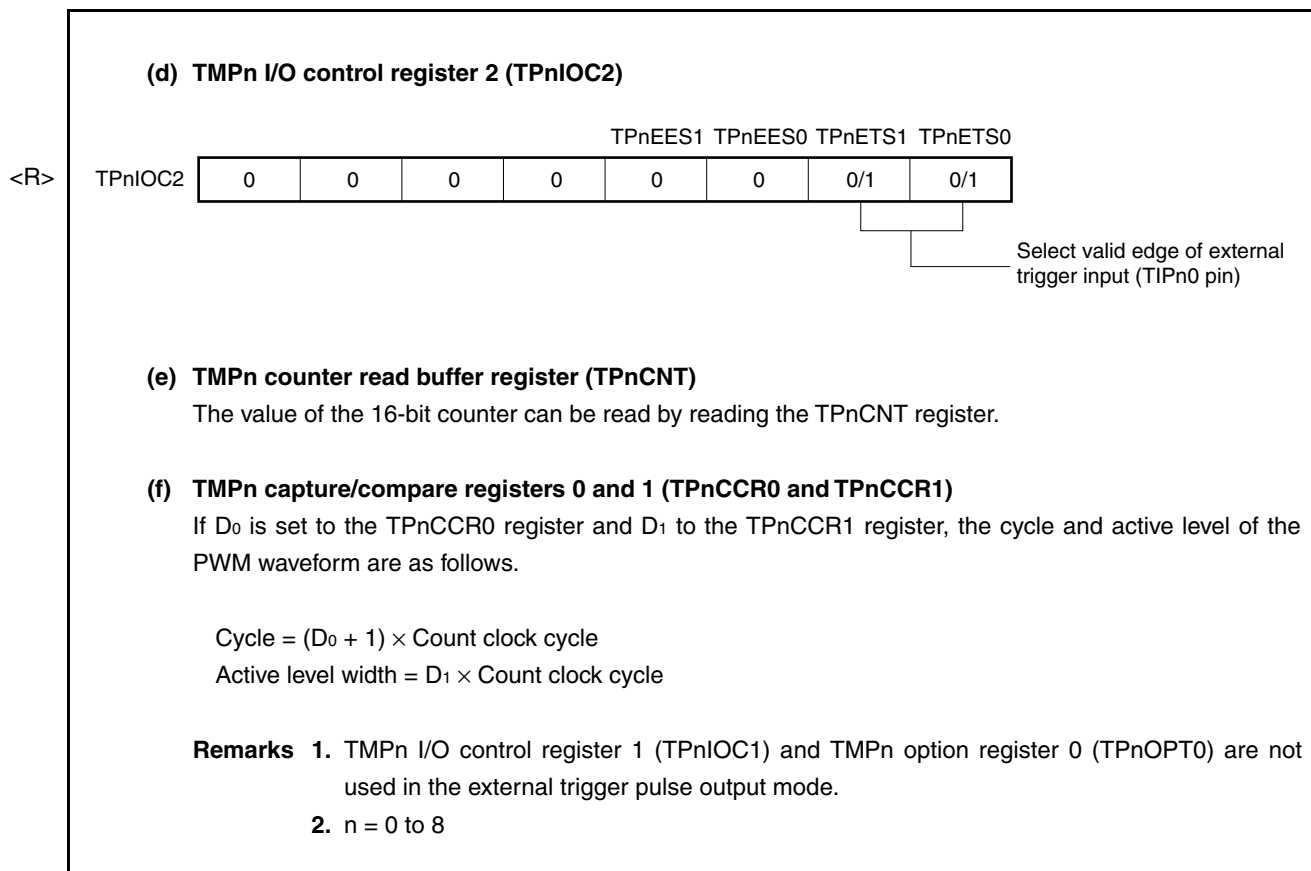 (d) TMPn I/O control register 2 (TPnIOC2)
TPnEES1 TPnEES0 TPnETS1 TPnETS0
<R> TPnIOC2 0 0 0 0 0 0 0/1 0/1
Select valid edge of external
trigger input (TIPn0 pin)
(e) TMPn counter read buffer register (TPnCNT)
The value of the 16-bit counter can be read by reading the TPnCNT register.
(f) TMPn capture/compare registers 0 and 1 (TPnCCR0 and TPnCCR1)
If D0 is set to the TPnCCR0 register and D1 to the TPnCCR1 register, the cycle and active level of the
PWM waveform are as follows.
Cycle = (D0 + 1) × Count clock cycle
Active level width = D1 × Count clock cycle
Remarks 1. TMPn I/O control register 1 (TPnIOC1) and TMPn option register 0 (TPnOPT0) are not
used in the external trigger pulse output mode.
2. n = 0 to 8